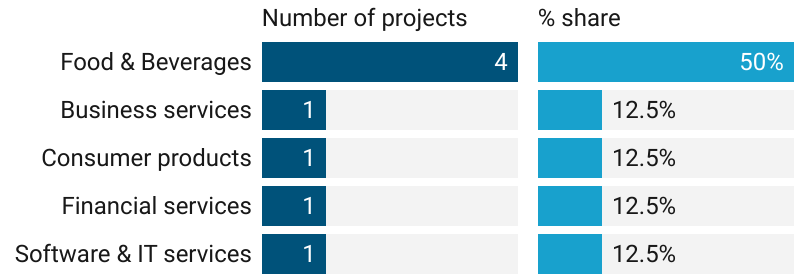 Number of projects % share
Food & Beverages 4 50%
Business services 1 12.5%
Consumer products 1 12.5%
Financial services 1 12.5%
Software & IT services 1 12.5%